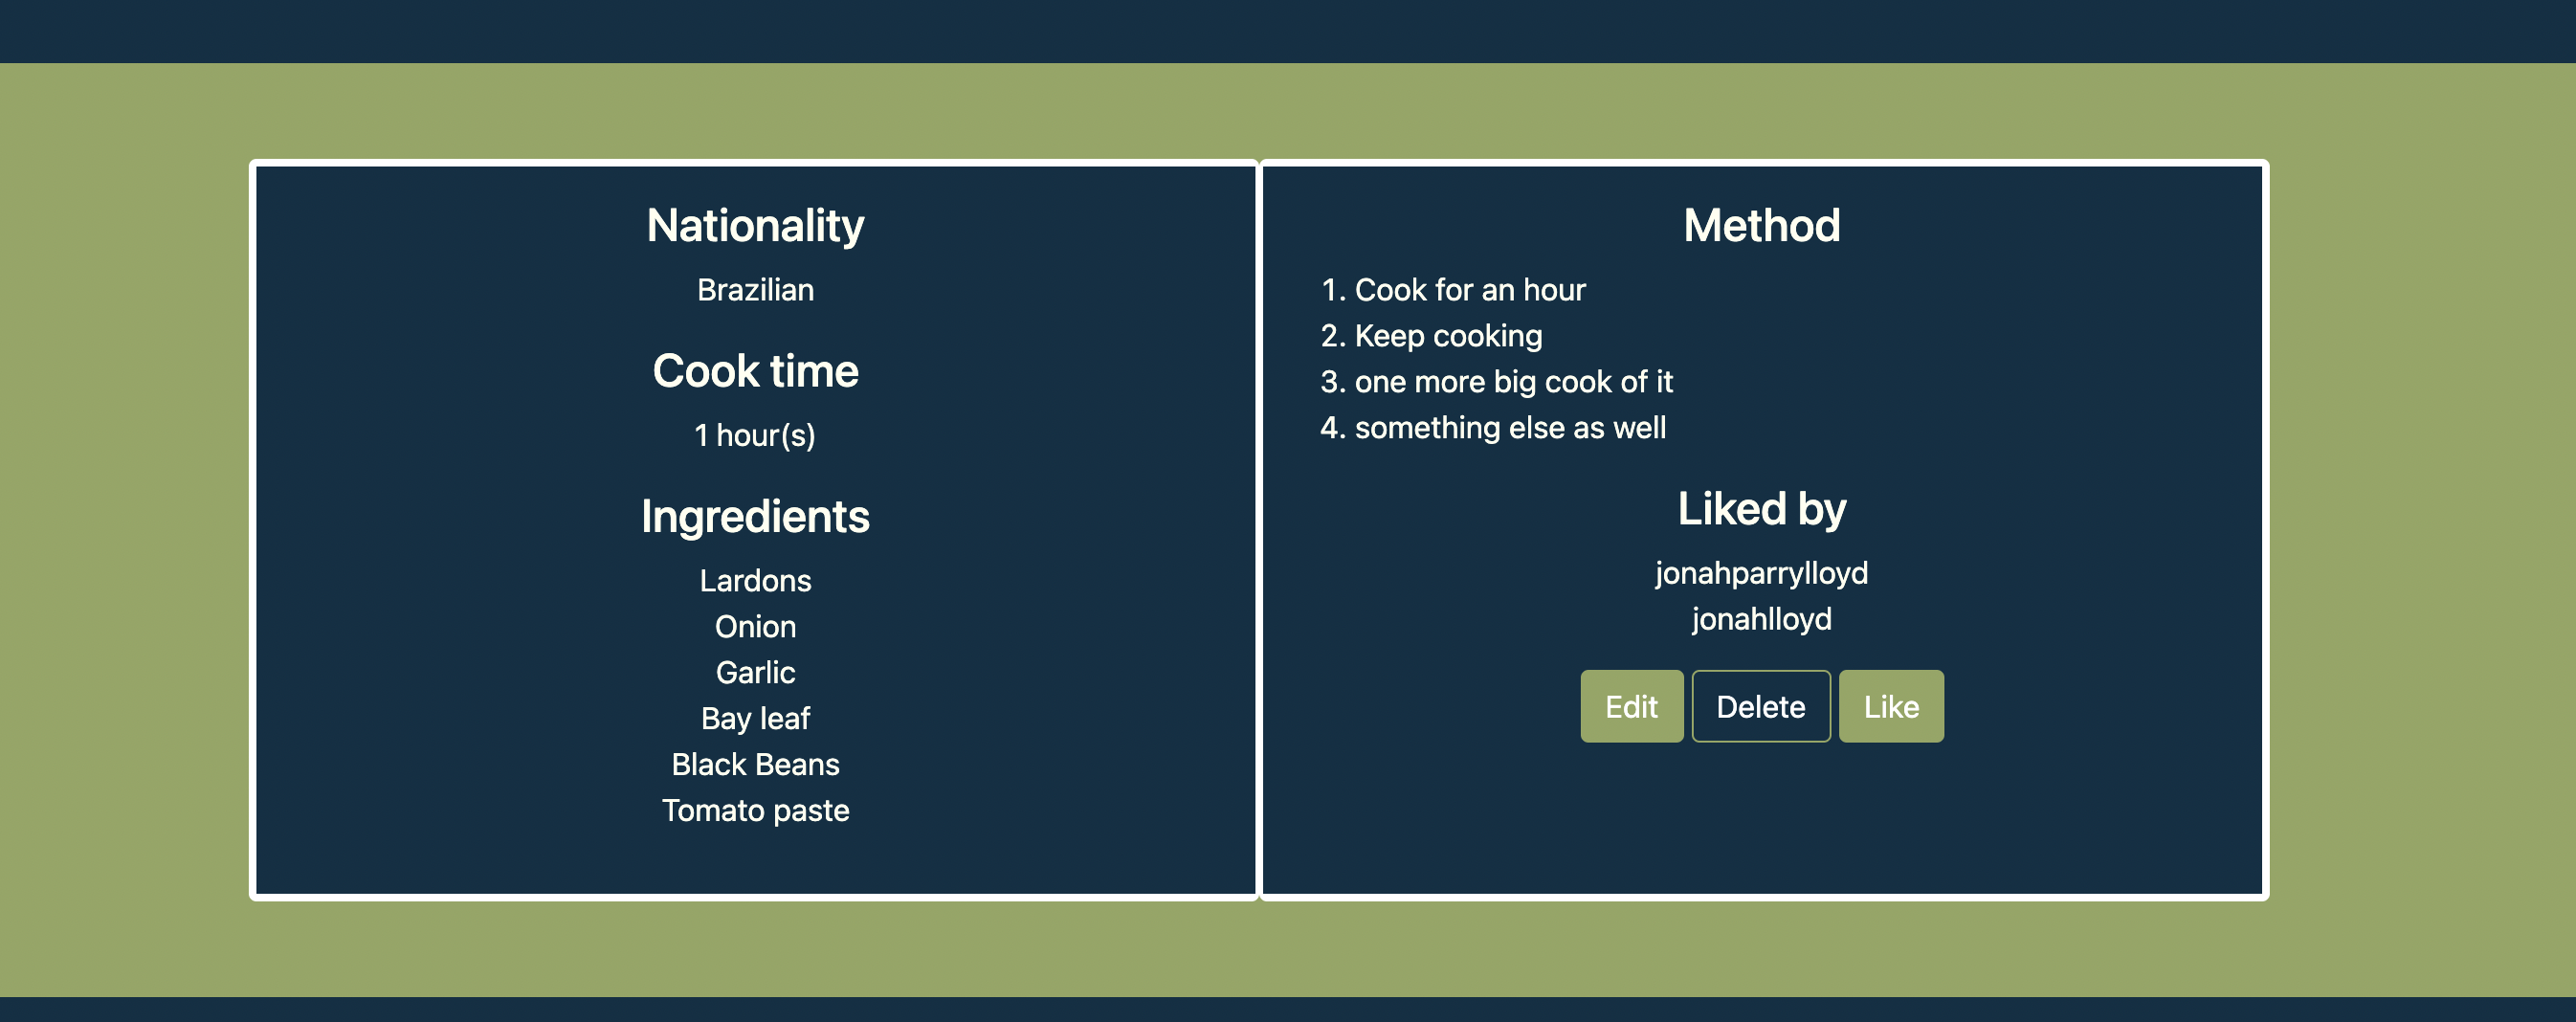 Nationality
Brazilian
Cook time
1 hour(s)
Ingredients
Lardons
Onion
Garlic
Bay leaf
Black Beans
Tomato paste
Method
1. Cook for an hour
2. Keep cooking
3. one more big cook of it
4. something else as well
Liked by
jonahparrylloyd
jonahlloyd
Edit Delete Like